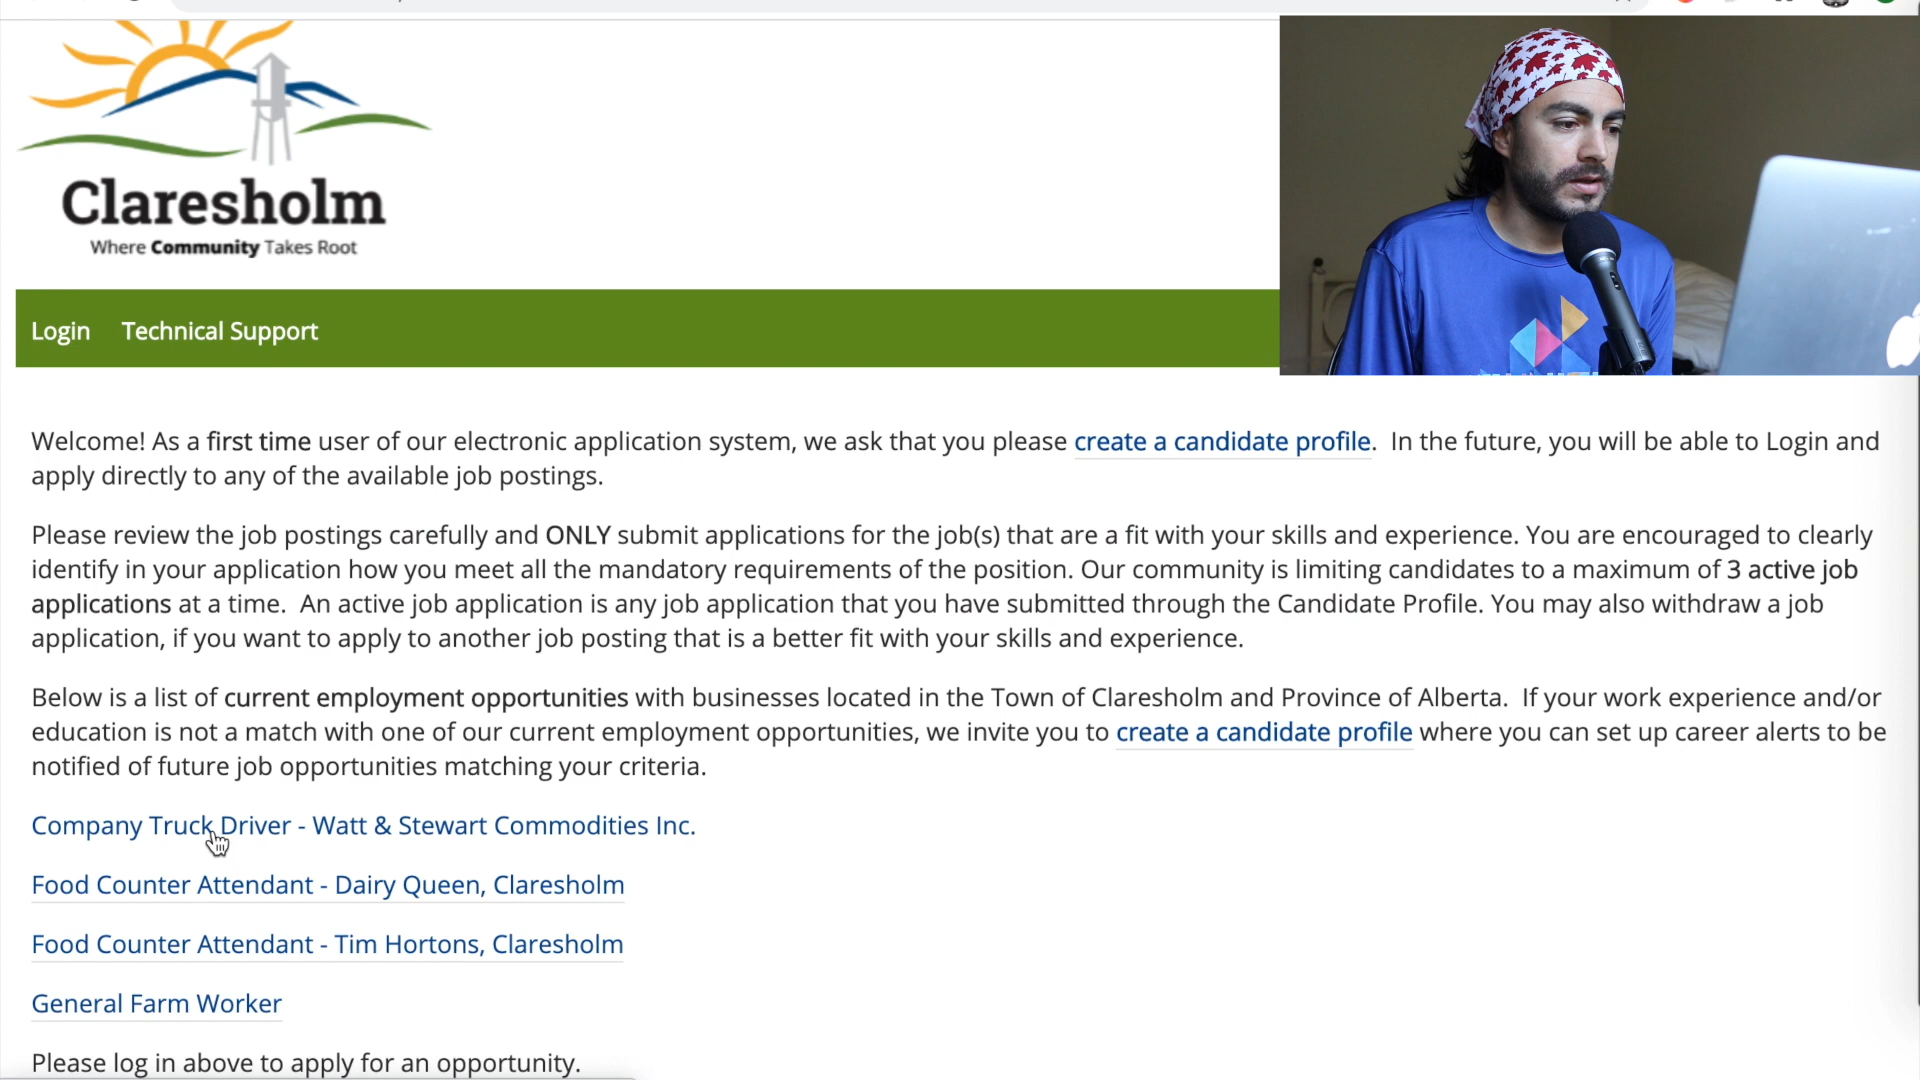 Claresholm
Where Community Takes Root
Login Technical Support
Welcome! As a first time user of our electronic application system, we ask that you please create a candidate profile. In the future, you will be able to Login and
apply directly to any of the available job postings.
Please review the job postings carefully and ONLY submit applications for the job(s) that are a fit with your skills and experience. You are encouraged to clearly
identify in your application how you meet all the mandatory requirements of the position. Our community is limiting candidates to a maximum of 3 active job
applications at a time. An active job application is any job application that you have submitted through the Candidate Profile. You may also withdraw a job
application, if you want to apply to another job posting that is a better fit with your skills and experience.
Below is a list of current employment opportunities with businesses located in the Town of Claresholm and Province of Alberta. If your work experience and/or
education is not a match with one of our current employment opportunities, we invite you to create a candidate profile where you can set up career alerts to be
notified of future job opportunities matching your criteria.
Company Truck Driver - Watt & Stewart Commodities Inc.
Food Counter Attendant - Dairy Queen, Claresholm
Food Counter Attendant - Tim Hortons, Claresholm
General Farm Worker
Please log in above to apply for an opportunity.